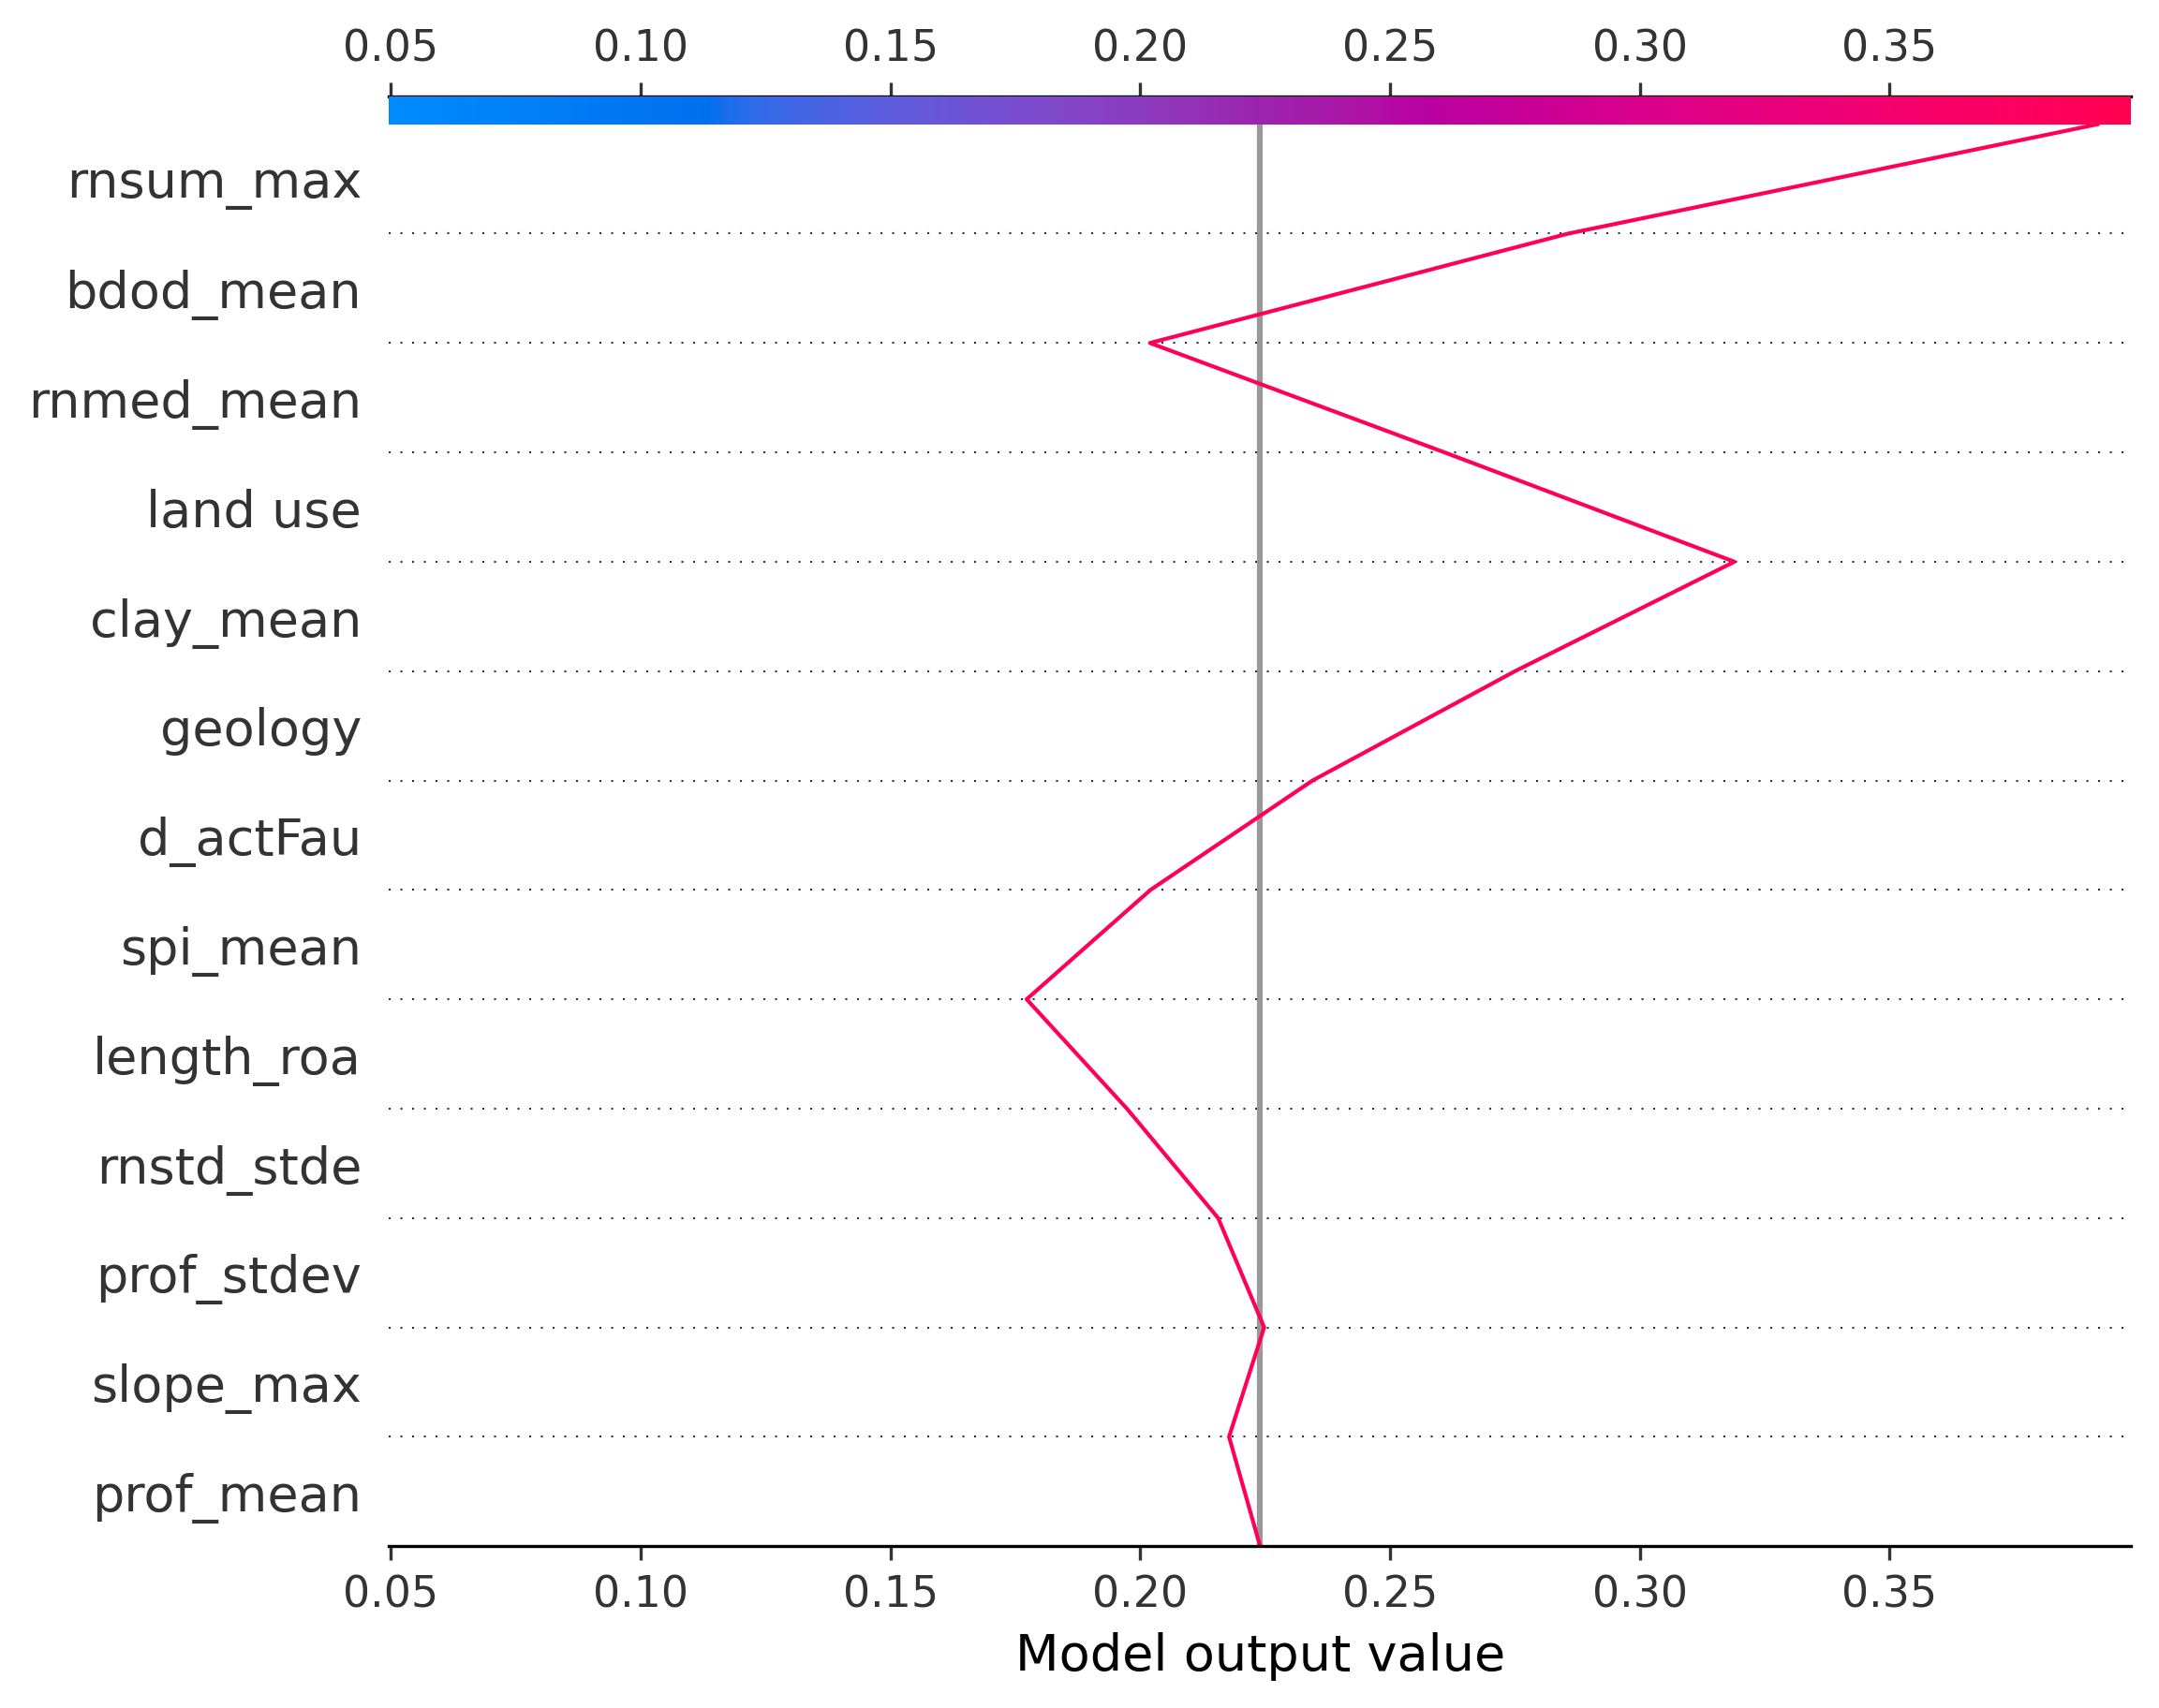 0.05 0.10 0.15 0.20 0.25 0.30 0.35
rnsum_max
bdod_mean
rnmed_mean
land use
clay_mean
geology
d_actFau
spi_mean
length_roa
rnstd_stde
prof_stdev
slope_max
prof_mean
0.05 0.10 0.15 0.20 0.25 0.30 0.35
Model output value